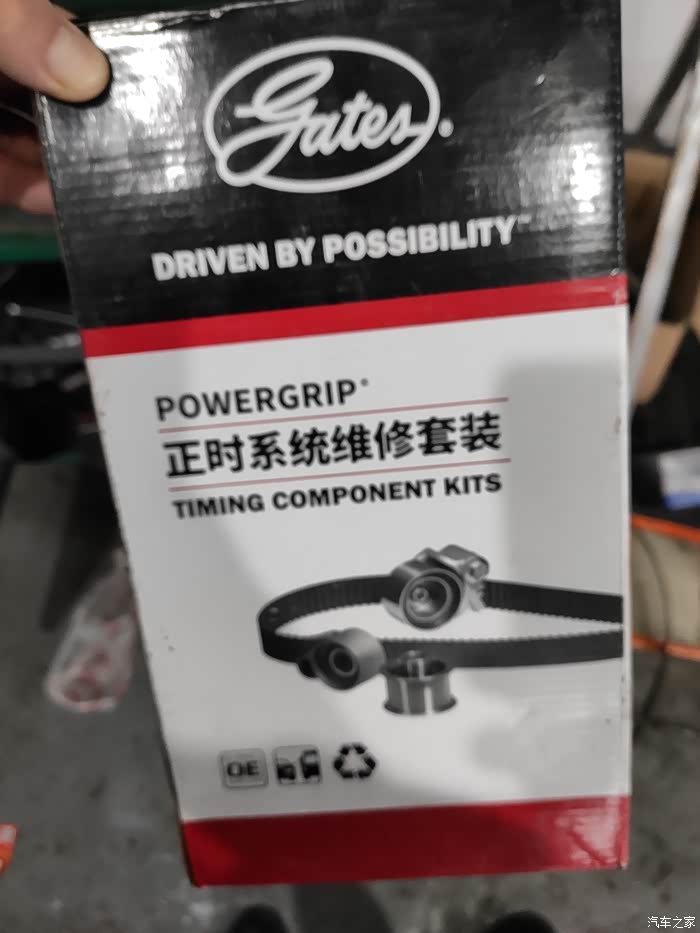 Gates®
DRIVEN BY POSSIBILITY™
POWERGRIP®
正时系统维修套装
TIMING COMPONENT KITS
OE
汽车之家